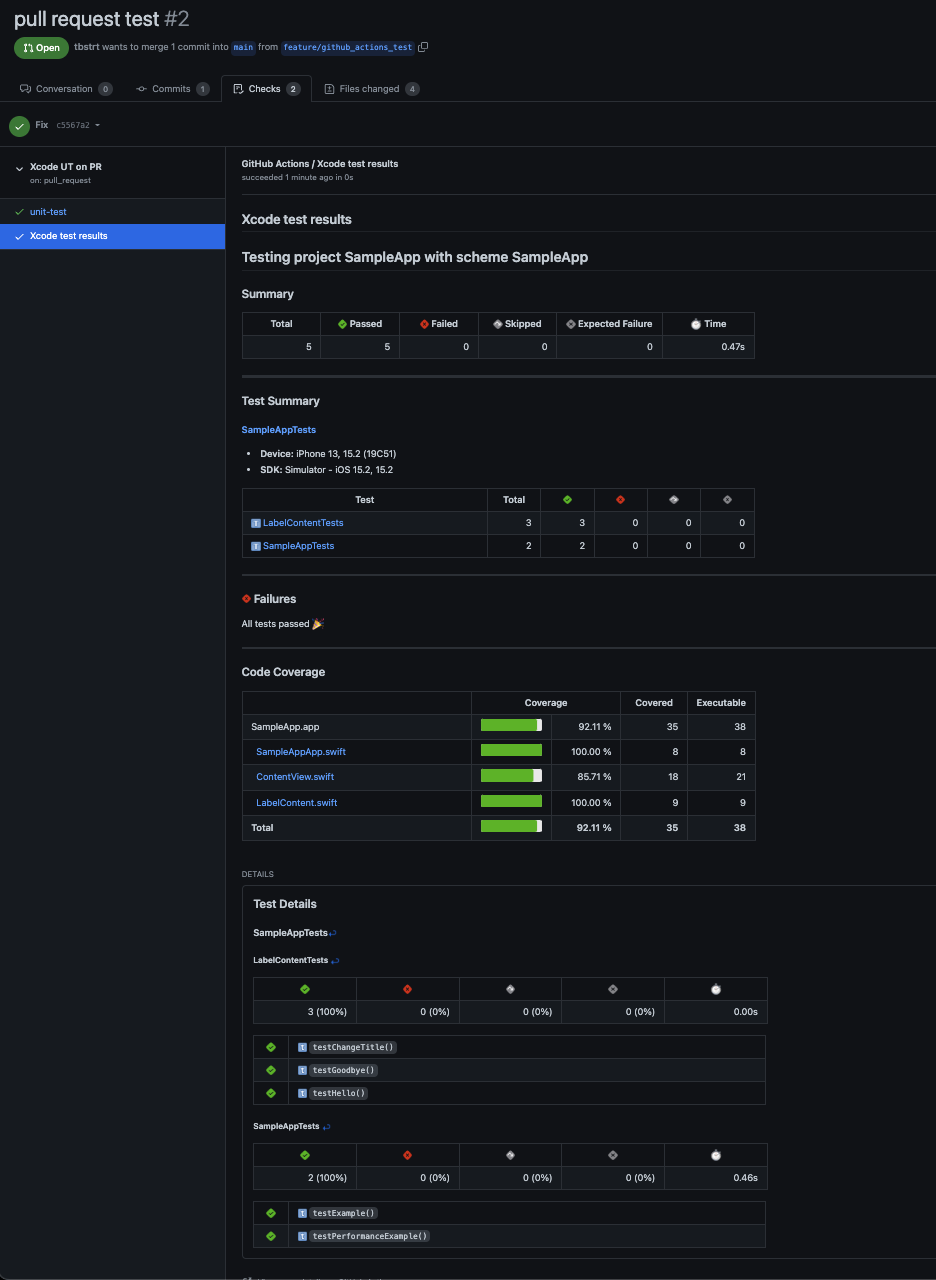 pull request test #2
Open tbstrt wants to merge 1 commit into main from feature/github_actions_test
Conversation 0 Commits 1 Checks 2 Files changed 4
Fix c5567a2
Xcode UT on PR
on: pull_request
unit-test
Xcode test results
GitHub Actions / Xcode test results
succeeded 1 minute ago in 0s
Xcode test results
Testing project SampleApp with scheme SampleApp
Summary
Total Passed Failed Skipped Expected Failure Time
5 5 0 0 0 0.47s
Test Summary
SampleAppTests
• Device: iPhone 13, 15.2 (19C51)
• SDK: Simulator - iOS 15.2, 15.2
Test Total
T LabelContentTests 3 3 0 0 0
T SampleAppTests 2 2 0 0 0
Failures
All tests passed 🎉
Code Coverage
Coverage Covered Executable
SampleApp.app 92.11 % 35 38
SampleAppApp.swift 100.00 % 8 8
ContentView.swift 85.71 % 18 21
LabelContent.swift 100.00 % 9 9
Total 92.11 % 35 38
DETAILS
Test Details
SampleAppTests
LabelContentTests
3 (100%) 0 (0%) 0 (0%) 0 (0%) 0.00s
t testChangeTitle()
t testGoodbye()
t testHello()
SampleAppTests
2 (100%) 0 (0%) 0 (0%) 0 (0%) 0.46s
t testExample()
t testPerformanceExample()